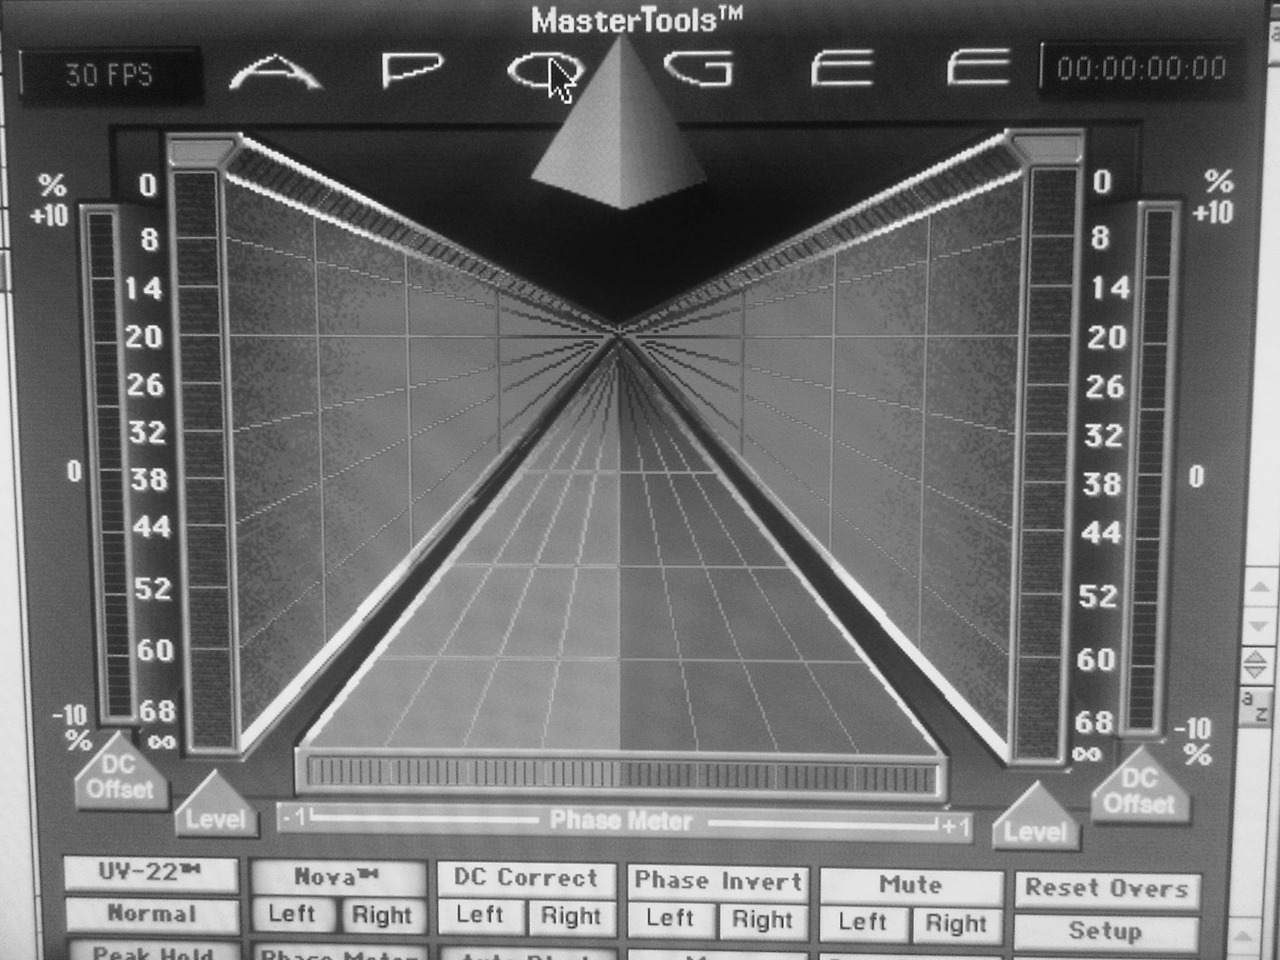 MasterTools™
30 FPS
APOGEE
00:00:00:00
%
+10
0
-10
%
0
8
14
20
26
32
38
44
52
60
68
∞
0
8
14
20
26
32
38
44
52
60
68
∞
%
+10
0
-10
%
DC Offset
Level
-1 Phase Meter +1
Level
DC Offset
UV-22™ Nova™ DC Correct Phase Invert Mute Reset Overs
Normal Left Right Left Right Left Right Left Right Setup
Peak Hold Phase Meter
a
z